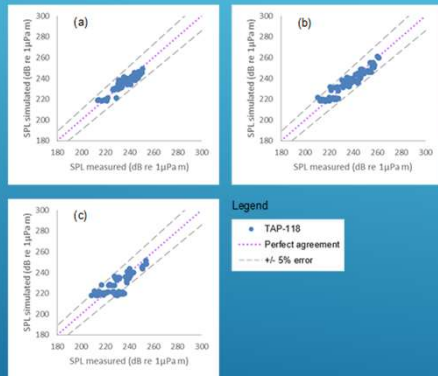 (a)
SPL simulated (dB re 1µPa m)
300
280
260
240
220
200
180
180 200 220 240 260 280 300
SPL measured (dB re 1µPa m)
(b)
SPL simulated (dB re 1µPa m)
300
280
260
240
220
200
180
180 200 220 240 260 280 300
SPL measured (dB re 1µPa m)
(c)
SPL simulated (dB re 1µPa m)
300
280
260
240
220
200
180
180 200 220 240 260 280 300
SPL measured (dB re 1µPa m)
Legend
TAP-118
Perfect agreement
+/- 5% error